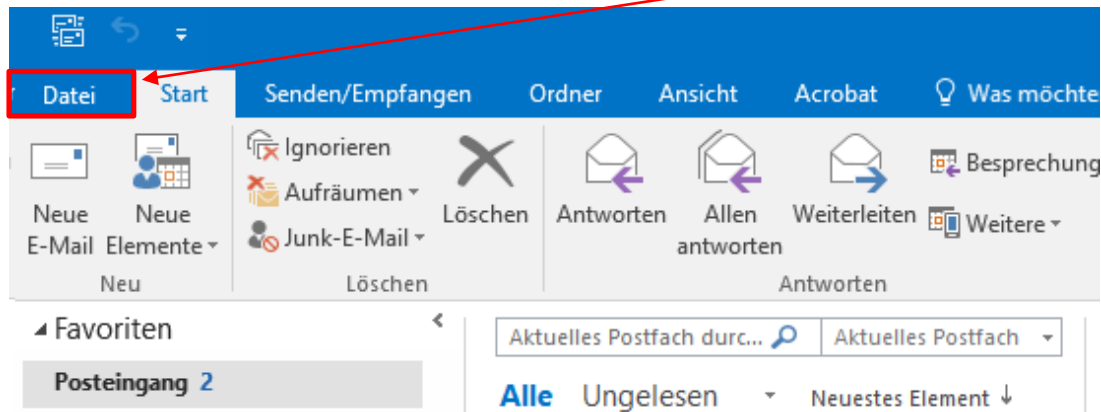 Datei Start Senden/Empfangen Ordner Ansicht Acrobat Was möchte
Neue E-Mail
Neue Elemente
Ignorieren
Aufräumen
Junk-E-Mail
Löschen
Antworten
Allen antworten
Weiterleiten
Besprechung
Weitere
Neu Löschen Antworten
Favoriten
Posteingang 2
Aktuelles Postfach durc... Aktuelles Postfach
Alle Ungelesen Neuestes Element ↓